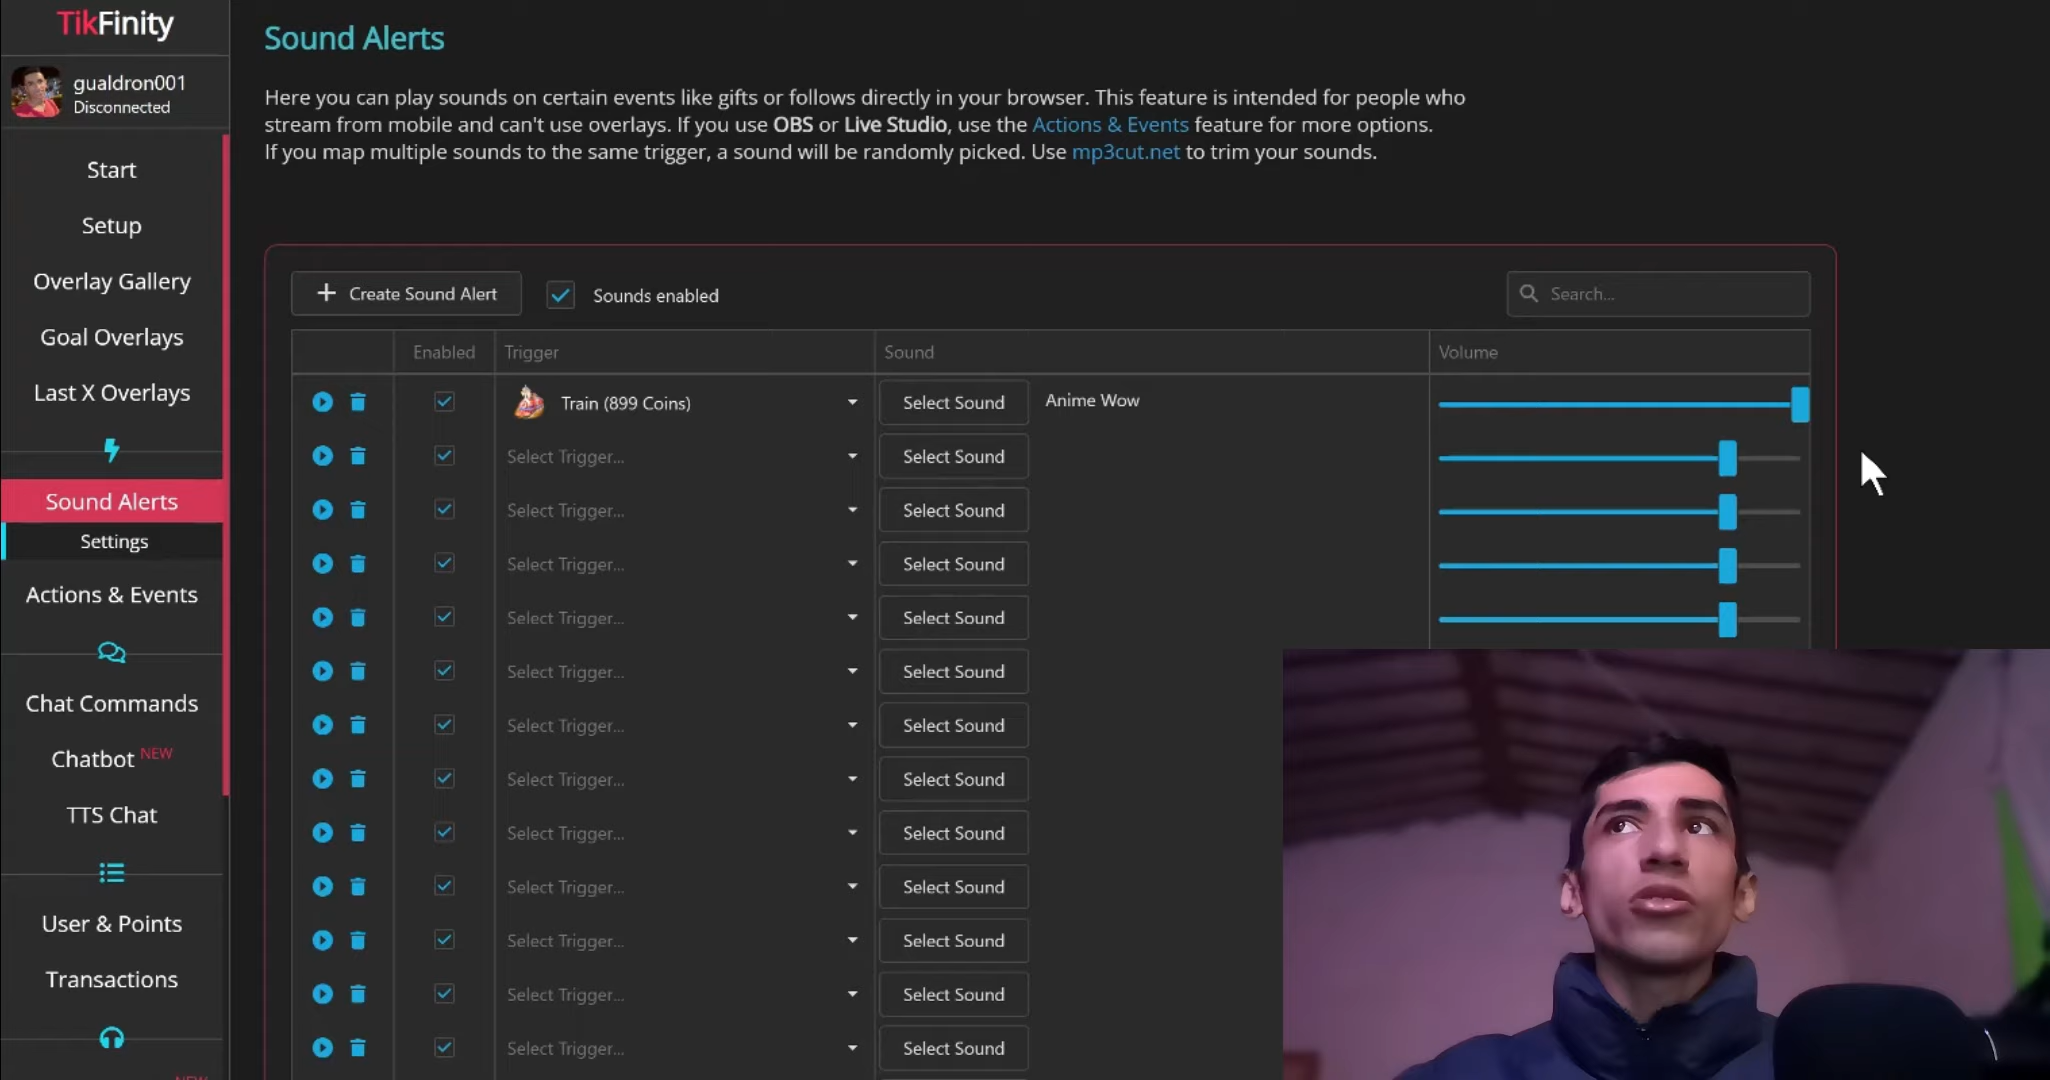 TikFinity
gualdron001
Disconnected
Start
Setup
Overlay Gallery
Goal Overlays
Last X Overlays
Sound Alerts
Settings
Actions & Events
Chat Commands
Chatbot NEW
TTS Chat
User & Points
Transactions
NEW
Sound Alerts
Here you can play sounds on certain events like gifts or follows directly in your browser. This feature is intended for people who
stream from mobile and can't use overlays. If you use OBS or Live Studio, use the Actions & Events feature for more options.
If you map multiple sounds to the same trigger, a sound will be randomly picked. Use mp3cut.net to trim your sounds.
Create Sound Alert Sounds enabled Search...
Enabled Trigger Sound Volume
Train (899 Coins) Select Sound Anime Wow
Select Trigger... Select Sound
Select Trigger... Select Sound
Select Trigger... Select Sound
Select Trigger... Select Sound
Select Trigger... Select Sound
Select Trigger... Select Sound
Select Trigger... Select Sound
Select Trigger... Select Sound
Select Trigger... Select Sound
Select Trigger... Select Sound
Select Trigger... Select Sound
Select Trigger... Select Sound